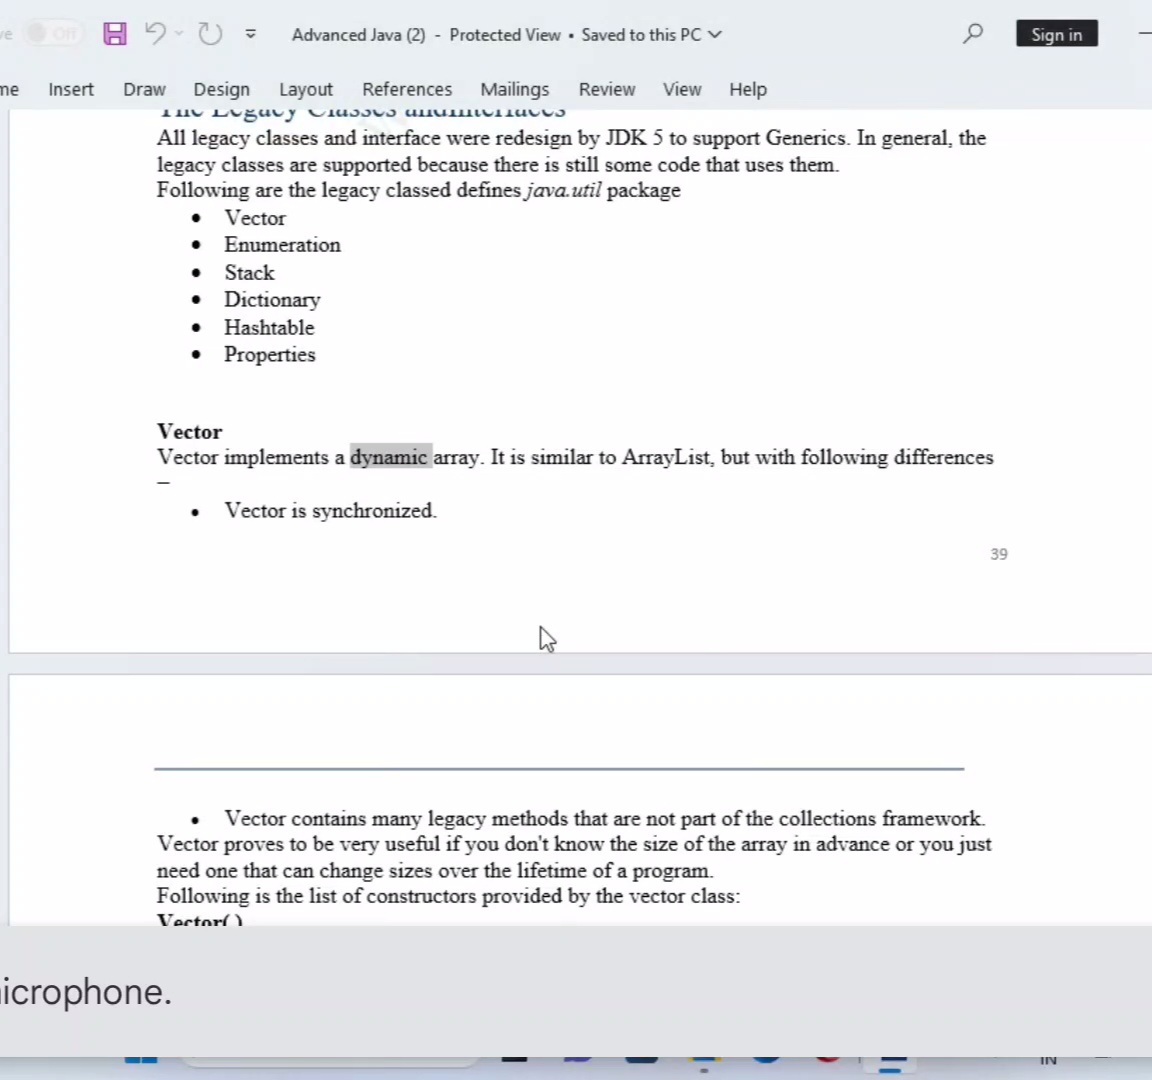 ve Off Advanced Java (2) - Protected View • Saved to this PC Sign in
me Insert Draw Design Layout References Mailings Review View Help
The Legacy Classes andInterfaces
All legacy classes and interface were redesign by JDK 5 to support Generics. In general, the
legacy classes are supported because there is still some code that uses them.
Following are the legacy classed defines java.util package
• Vector
• Enumeration
• Stack
• Dictionary
• Hashtable
• Properties
Vector
Vector implements a dynamic array. It is similar to ArrayList, but with following differences
–
• Vector is synchronized.
39
• Vector contains many legacy methods that are not part of the collections framework.
Vector proves to be very useful if you don't know the size of the array in advance or you just
need one that can change sizes over the lifetime of a program.
Following is the list of constructors provided by the vector class:
Vector( )
icrophone.
IN